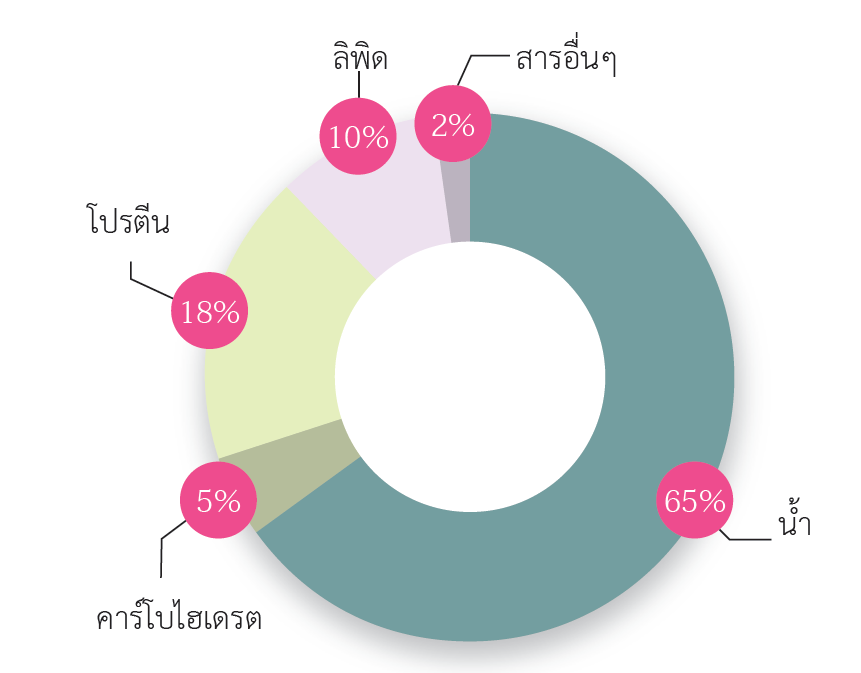 ลิพิด
สารอื่นๆ
10%
2%
โปรตีน
18%
5%
65%
น้ำ
คาร์โบไฮเดรต